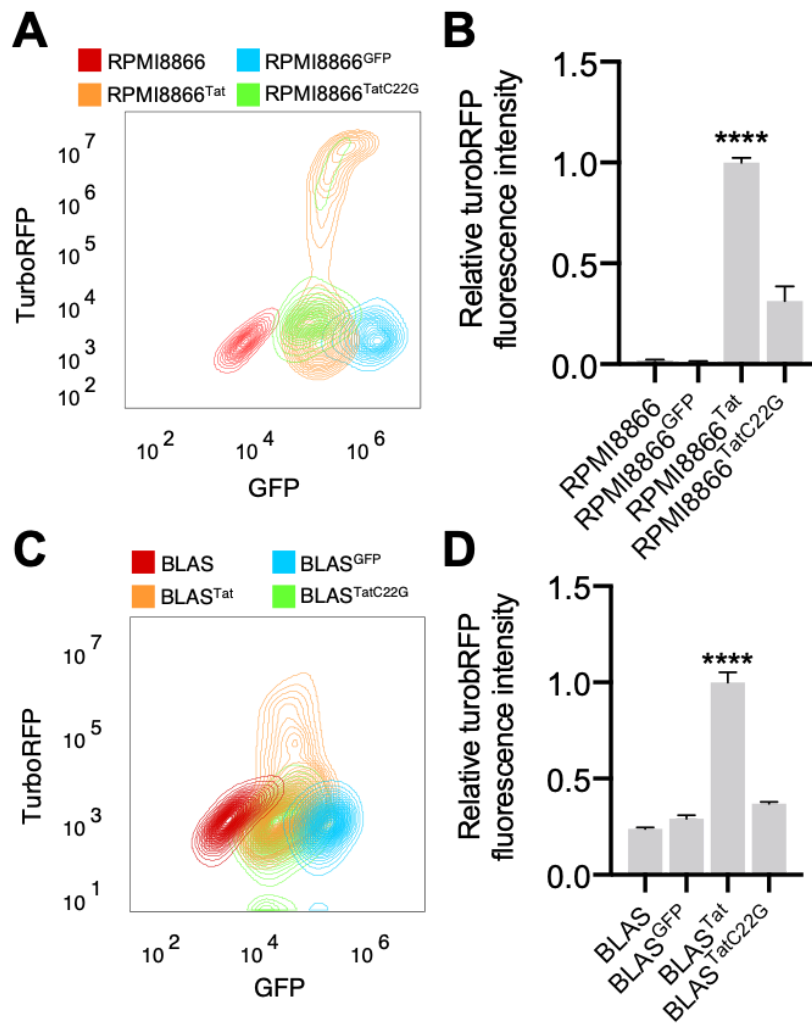 A
RPMI8866 RPMI8866GFP
RPMI8866Tat RPMI8866TatC22G
TurboRFP
10^7
10^6
10^5
10^4
10^3
10^2
10^2 10^4 10^6
GFP
B
Relative turobRFP
fluorescence intensity
1.5
1.0
0.5
0.0
****
RPMI8866
RPMI8866GFP
RPMI8866Tat
RPMI8866TatC22G
C
BLAS BLASGFP
BLASTat BLASTatC22G
TurboRFP
10^7
10^5
10^3
10^1
10^2 10^4 10^6
GFP
D
Relative turobRFP
fluorescence intensity
1.5
1.0
0.5
0.0
****
BLAS
BLASGFP
BLASTat
BLASTatC22G